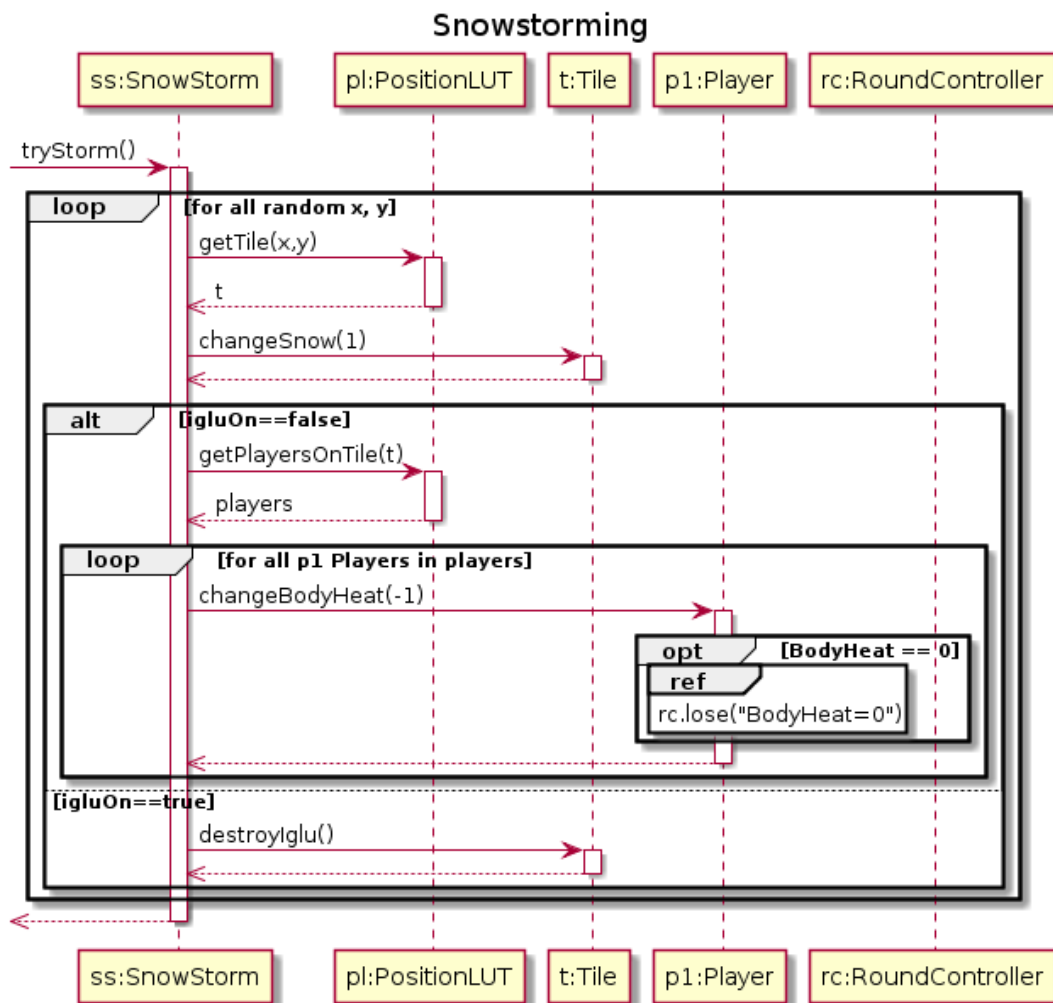 Snowstorming
ss:SnowStorm pl:PositionLUT t:Tile p1:Player rc:RoundController
tryStorm()
loop [for all random x, y]
getTile(x,y)
t
changeSnow(1)
alt [igluOn==false]
getPlayersOnTile(t)
players
loop [for all p1 Players in players]
changeBodyHeat(-1)
opt [BodyHeat == 0]
ref
rc.lose("BodyHeat=0")
[igluOn==true]
destroyIglu()
ss:SnowStorm pl:PositionLUT t:Tile p1:Player rc:RoundController